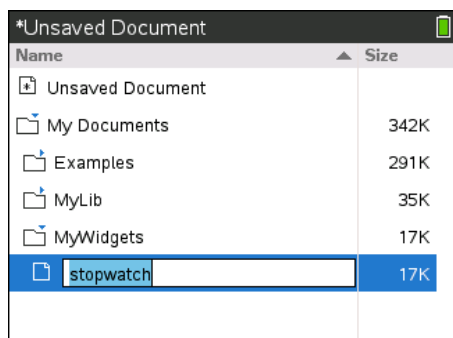 *Unsaved Document
Name Size
Unsaved Document
My Documents 342K
Examples 291K
MyLib 35K
MyWidgets 17K
stopwatch 17K